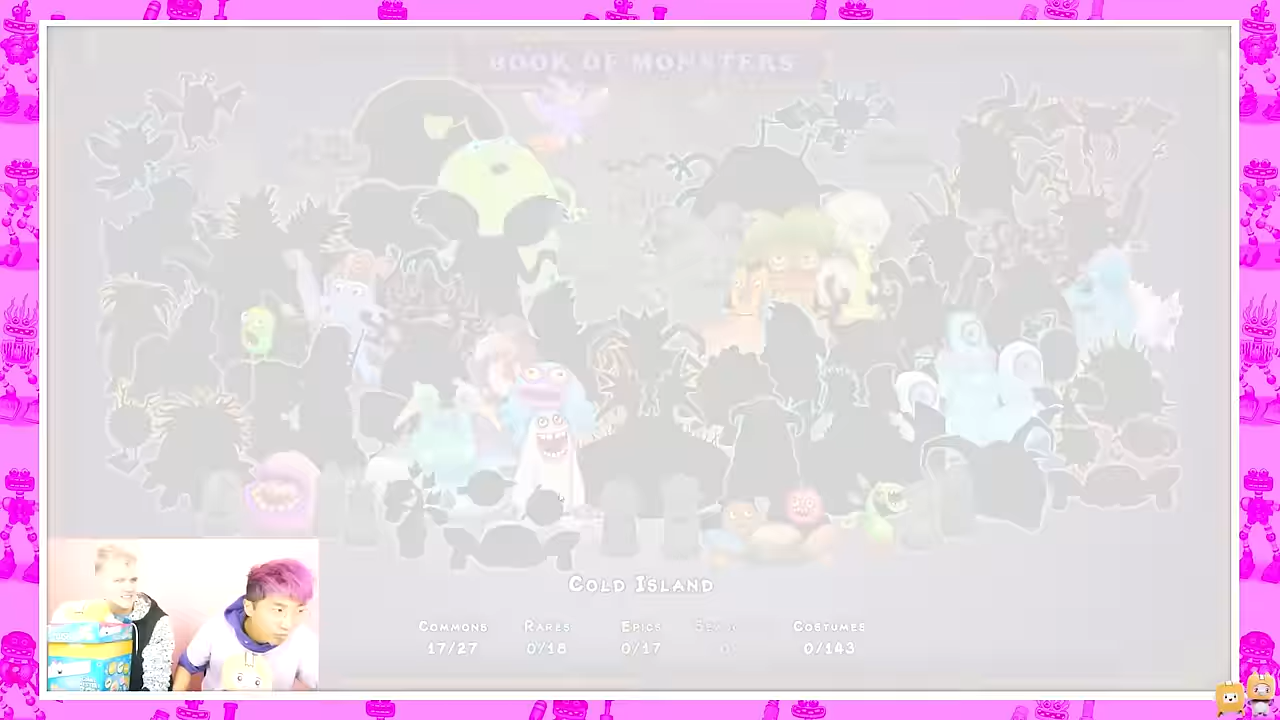 BOOK OF MONSTERS
COLD ISLAND
COMMONS RARES EPICS COSTUMES
17/27 0/18 0/17 0/143